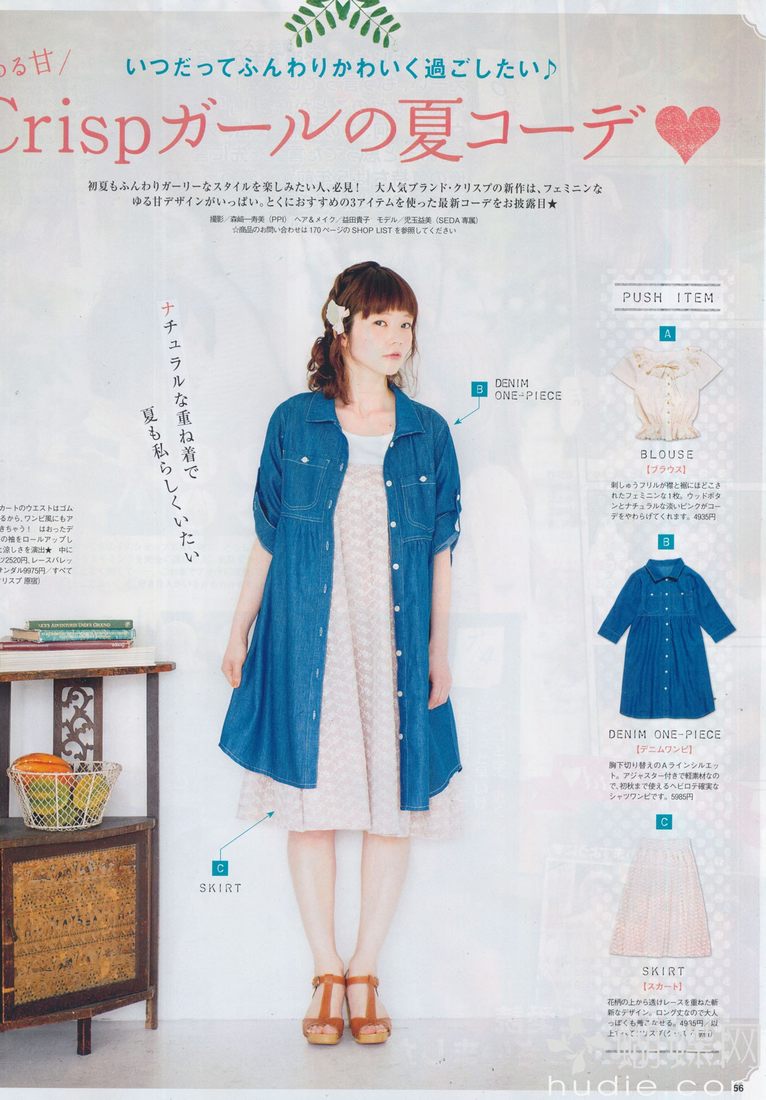 いつだってふんわりかわいく過ごしたい♪
ゆる甘/
Crispガールの夏コーデ♥
初夏もふんわりガーリーなスタイルを楽しみたい人、必見！　大人気ブランド・クリスプの新作は、フェミニンな
ゆる甘デザインがいっぱい。とくにおすすめの3アイテムを使った最新コーデをお披露目★
撮影／森﨑一寿美（PPI）　ヘア＆メイク／益田貴子　モデル／児玉益美（SEDA専属）
☆商品のお問い合わせは170ページのSHOP LISTを参照してください
ナチュラルな重ね着で
夏も私らしくいたい
B DENIM
ONE-PIECE
カートのウエストはゴム
るから、ワンピ風にもア
きちゃう！　はおったデ
の袖をロールアップし
と涼しさを演出★　中に
ツ2520円、レースバレッ
サンダル9975円／すべて
クリスプ 原宿）
C
SKIRT
PUSH ITEM
A
BLOUSE
【ブラウス】
刺しゅうフリルが襟と裾にほどこさ
れたフェミニンな1枚。ウッドボタ
ンとナチュラルな淡いピンクがコー
デをやわらげてくれます。4935円
B
DENIM ONE-PIECE
【デニムワンピ】
胸下切り替えのAラインシルエ
ット。アジャスター付きで軽素材なの
で、初秋まで使えるヘビロテ確実な
シャツワンピです。5985円
C
SKIRT
【スカート】
花柄の上から透けレースを重ねた斬
新なデザイン。ロング丈なので大人
っぽくも着こなせる。
hudie.com
56